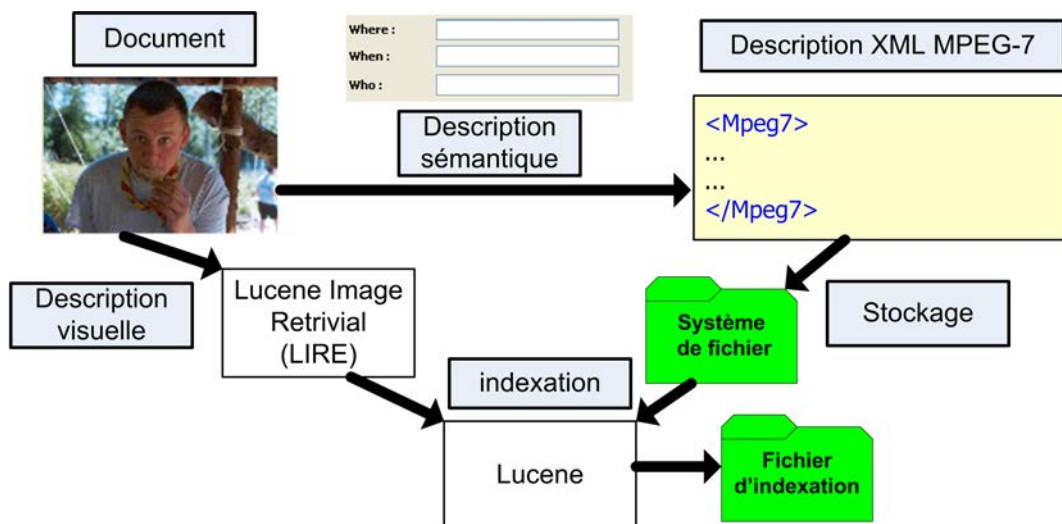 Document
Where :
When :
Who :
Description XML MPEG-7
Description
sémantique
<Mpeg7>
...
...
</Mpeg7>
Description
visuelle
Lucene Image
Retrivial
(LIRE)
Système
de fichier
Stockage
indexation
Lucene
Fichier
d'indexation